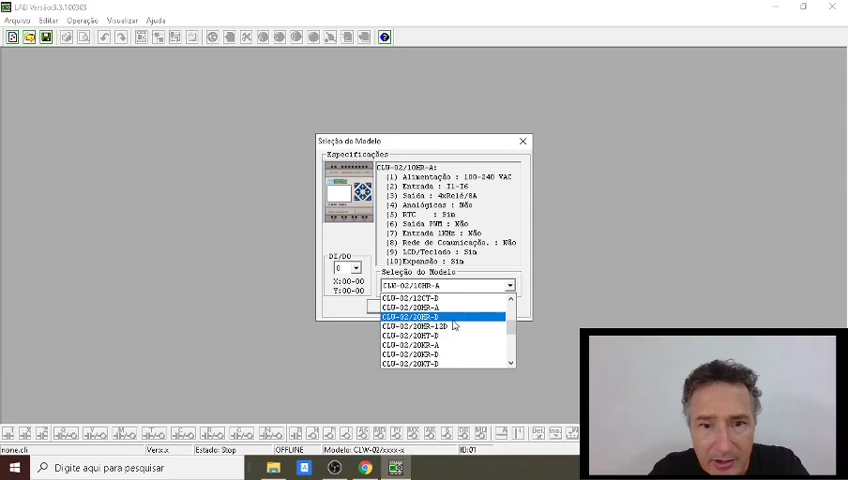 LAD Versão:3.3.100303
Arquivo Editar Operação Visualizar Ajuda
Seleção do Modelo
Especificações
CLW-02/10HR-A:
(1) Alimentação : 100-240 VAC
(2) Entrada : I1-I6
(3) Saída : 4xRelé/8A
(4) Analógicos : Não
(5) RTC : Sim
(6) Saída PWM : Não
(7) Entrada 1KHz : Não
(8) Rede de Comunicação. : Não
(9) LCD/Teclado : Sim
(10)Expansão : Sim
DI/DO
0
X:00-00
Y:00-00
Seleção do Modelo
CLW-02/10HR-A
CLW-02/12CT-D
CLW-02/20HR-A
CLW-02/20HR-D
CLW-02/20HR-12D
CLW-02/20HT-D
CLW-02/20KR-A
CLW-02/20KR-D
CLW-02/20KT-D
none.cli Ver:x.x Estado: Stop OFFLINE Modelo: CLW-02/xxxx-x ID:01
Digite aqui para pesquisar